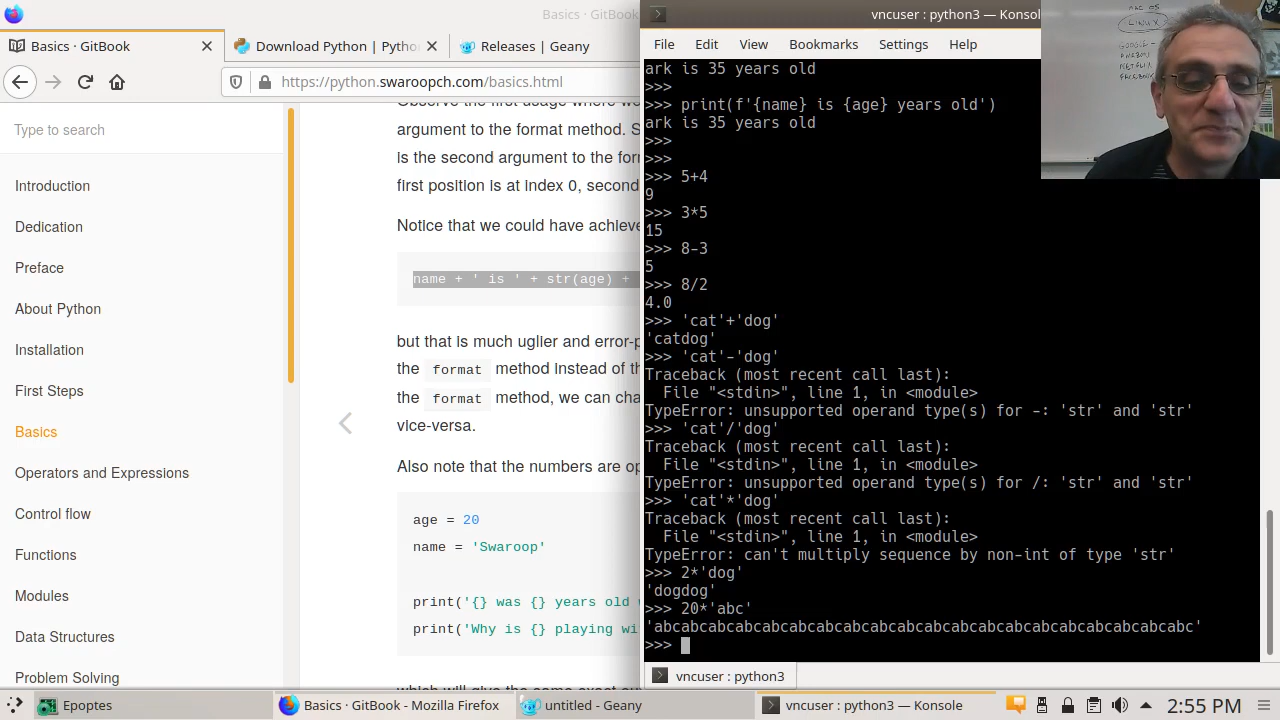 Basics · GitBook
Basics · GitBook
Download Python | Pytho
Releases | Geany
https://python.swaroopch.com/basics.html
Type to search
Introduction
Dedication
Preface
About Python
Installation
First Steps
Basics
Operators and Expressions
Control flow
Functions
Modules
Data Structures
Problem Solving
argument to the format method. S
is the second argument to the for
first position is at index 0, second
Notice that we could have achieve
name + ' is ' + str(age) +
but that is much uglier and error-p
the format method instead of th
the format method, we can cha
vice-versa.
Also note that the numbers are op
age = 20
name = 'Swaroop'
print('{} was {} years old w
print('Why is {} playing wi
vncuser : python3 — Konsol
File Edit View Bookmarks Settings Help
ark is 35 years old
>>>
>>> print(f'{name} is {age} years old')
ark is 35 years old
>>>
>>>
>>> 5+4
9
>>> 3*5
15
>>> 8-3
5
>>> 8/2
4.0
>>> 'cat'+'dog'
'catdog'
>>> 'cat'-'dog'
Traceback (most recent call last):
  File "<stdin>", line 1, in <module>
TypeError: unsupported operand type(s) for -: 'str' and 'str'
>>> 'cat'/'dog'
Traceback (most recent call last):
  File "<stdin>", line 1, in <module>
TypeError: unsupported operand type(s) for /: 'str' and 'str'
>>> 'cat'*'dog'
Traceback (most recent call last):
  File "<stdin>", line 1, in <module>
TypeError: can't multiply sequence by non-int of type 'str'
>>> 2*'dog'
'dogdog'
>>> 20*'abc'
'abcabcabcabcabcabcabcabcabcabcabcabcabcabcabcabcabcabcabcabc'
>>>
vncuser : python3
LINUX
Epoptes
Basics · GitBook - Mozilla Firefox
untitled - Geany
vncuser : python3 — Konsole
2:55 PM